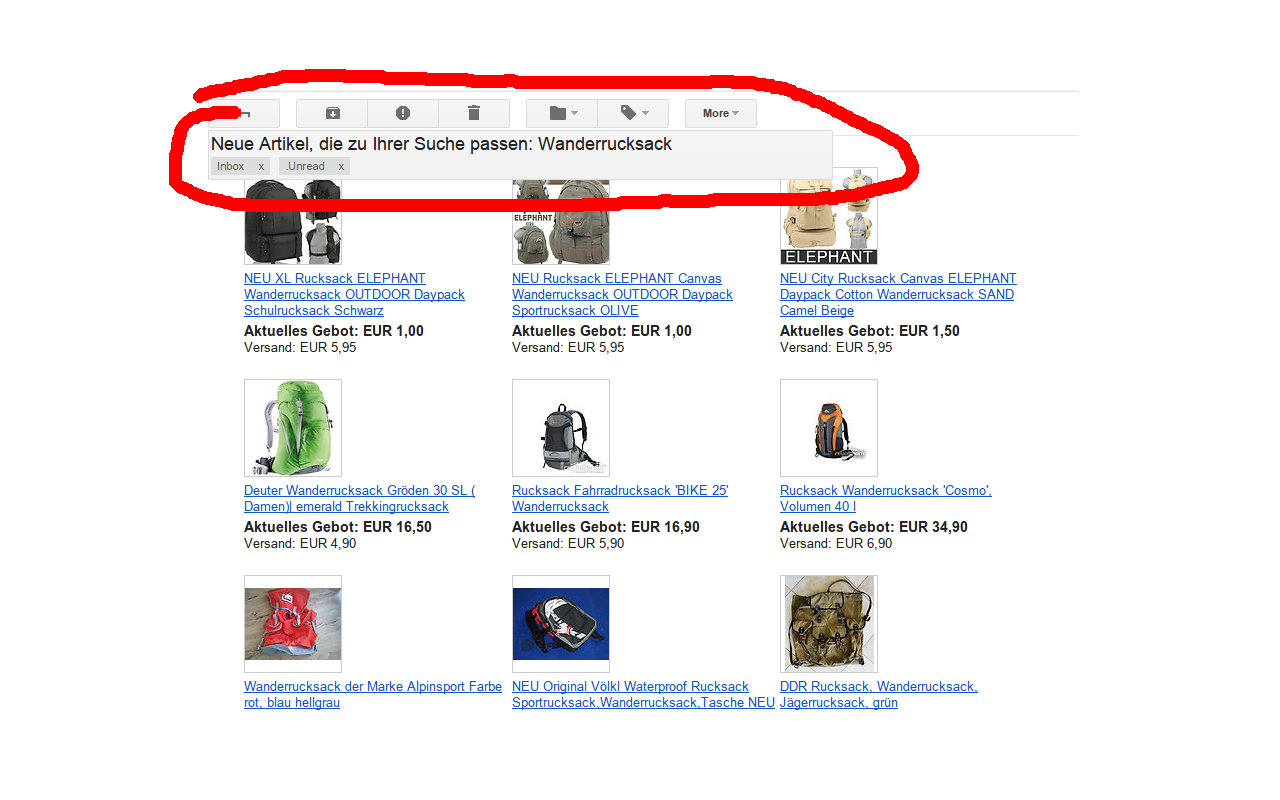 More
Neue Artikel, die zu Ihrer Suche passen: Wanderrucksack
Inbox x .Unread x
ELEPHANT
ELEPHANT
NEU XL Rucksack ELEPHANT
Wanderrucksack OUTDOOR Daypack
Schulrucksack Schwarz
Aktuelles Gebot: EUR 1,00
Versand: EUR 5,95
NEU Rucksack ELEPHANT Canvas
Wanderrucksack OUTDOOR Daypack
Sportrucksack OLIVE
Aktuelles Gebot: EUR 1,00
Versand: EUR 5,95
NEU City Rucksack Canvas ELEPHANT
Daypack Cotton Wanderrucksack SAND
Camel Beige
Aktuelles Gebot: EUR 1,50
Versand: EUR 5,95
Deuter Wanderrucksack Gröden 30 SL (
Damen)| emerald Trekkingrucksack
Aktuelles Gebot: EUR 16,50
Versand: EUR 4,90
Rucksack Fahrradrucksack 'BIKE 25'
Wanderrucksack
Aktuelles Gebot: EUR 16,90
Versand: EUR 5,90
Rucksack Wanderrucksack 'Cosmo',
Volumen 40 l
Aktuelles Gebot: EUR 34,90
Versand: EUR 6,90
Wanderrucksack der Marke Alpinsport Farbe
rot, blau hellgrau
NEU Original Völkl Waterproof Rucksack
Sportrucksack,Wanderrucksack,Tasche NEU
DDR Rucksack, Wanderrucksack,
Jägerrucksack, grün